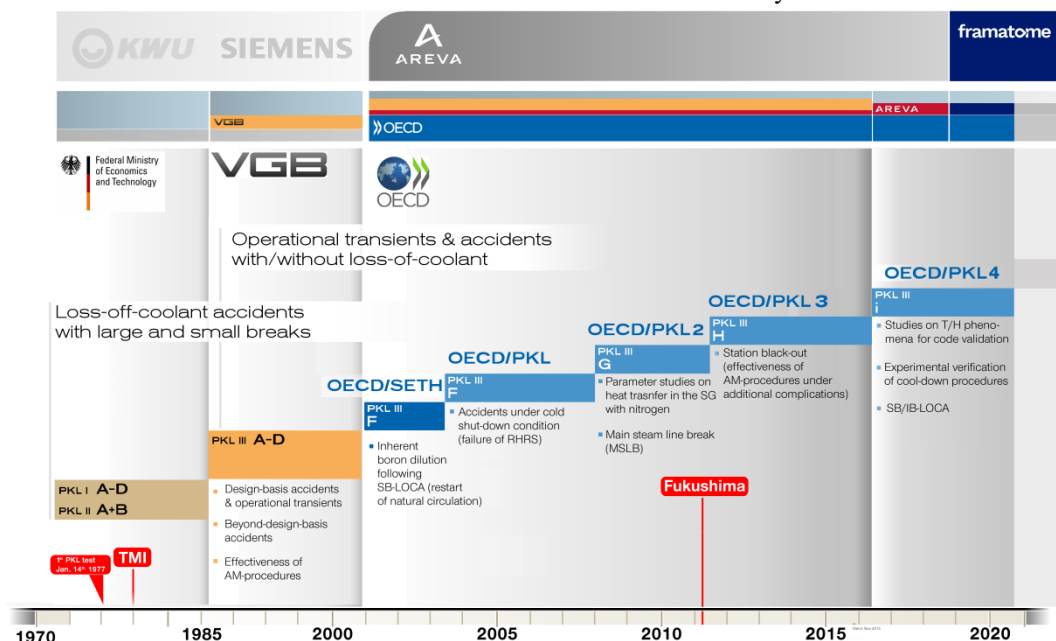 KWU SIEMENS
A
AREVA
framatome
VGB
AREVA
OECD
Federal Ministry
of Economics
and Technology
VGB
OECD
Operational transients & accidents
with/without loss-of-coolant
Loss-off-coolant accidents
with large and small breaks
OECD/SETH
PKL III
F
Inherent
boron dilution
following
SB-LOCA (restart
of natural circulation)
OECD/PKL
PKL III
F
Accidents under cold
shut-down condition
(failure of RHRS)
OECD/PKL2
PKL III
G
Parameter studies on
heat trasnfer in the SG
with nitrogen
Main steam line break
(MSLB)
OECD/PKL 3
PKL III
H
Station black-out
(effectiveness of
AM-procedures under
additional complications)
OECD/PKL4
PKL III
i
Studies on T/H pheno-
mena for code validation
Experimental verification
of cool-down procedures
SB/IB-LOCA
PKL III A-D
Design-basis accidents
& operational transients
Beyond-design-basis
accidents
Effectiveness of
AM-procedures
PKL I A-D
PKL II A+B
1st PKL test
Jan. 14th 1977
TMI
Fukushima
1970 1985 2000 2005 2010 2015 2020